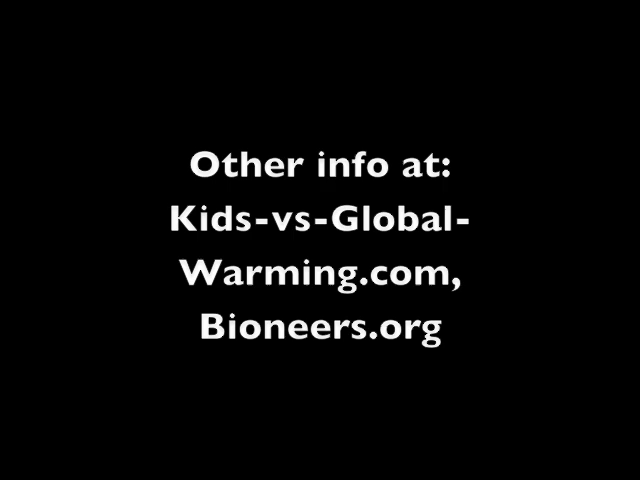 Other info at:
Kids-vs-Global-
Warming.com,
Bioneers.org